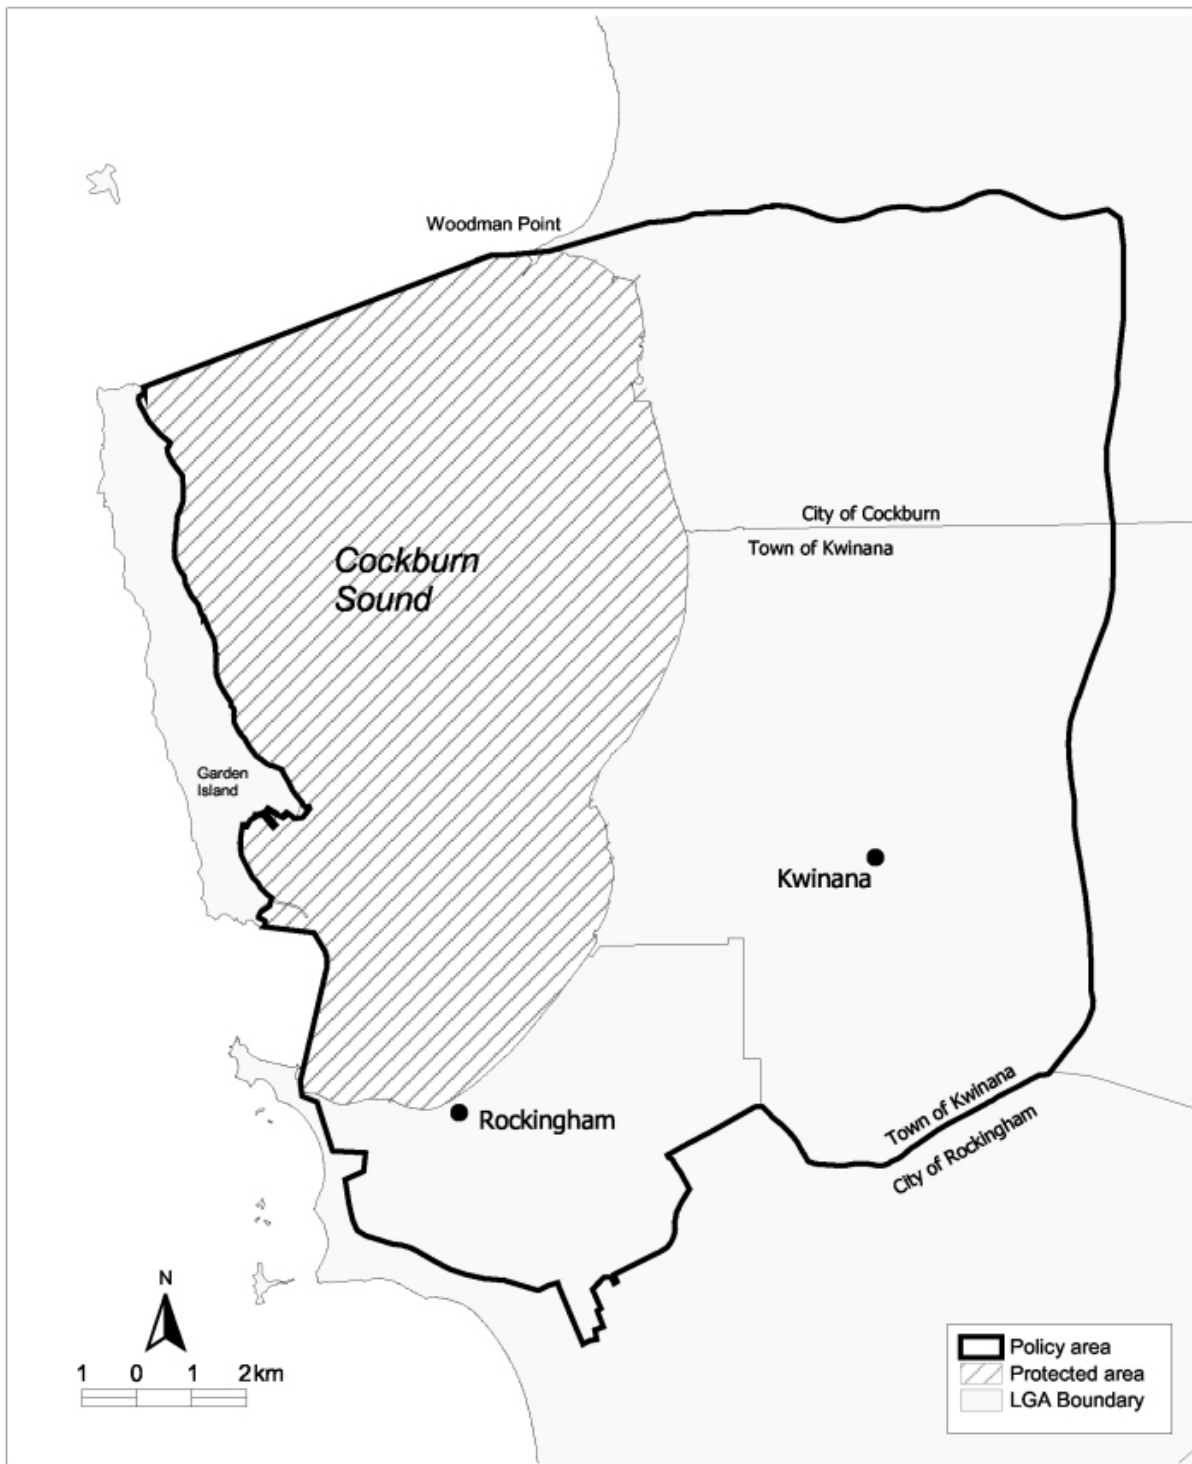 Woodman Point
City of Cockburn
Town of Kwinana
Cockburn
Sound
Garden
Island
Kwinana
Town of Kwinana
City of Rockingham
Rockingham
N
1 0 1 2km
Policy area
Protected area
LGA Boundary